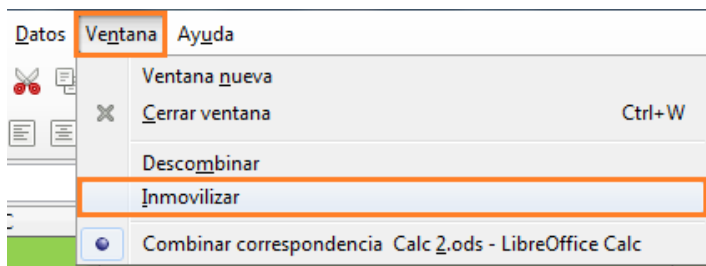 Datos Ventana Ayuda
Ventana nueva
Cerrar ventana Ctrl+W
Descombinar
Inmovilizar
Combinar correspondencia Calc 2.ods - LibreOffice Calc